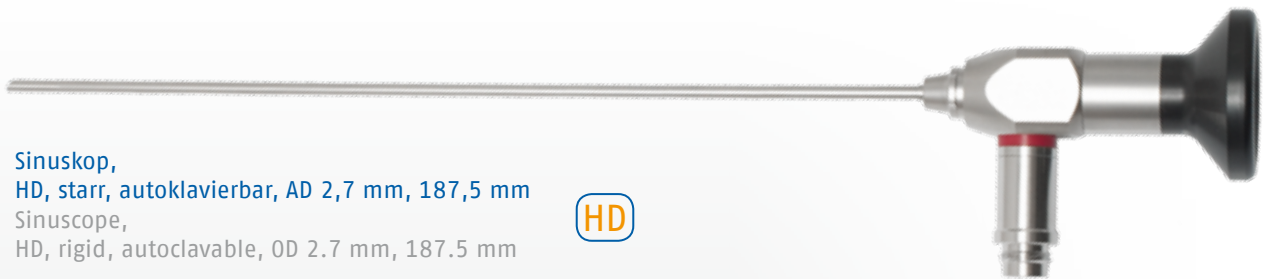 Sinuskop,
HD, starr, autoklavierbar, AD 2,7 mm, 187,5 mm
Sinuscope,
HD, rigid, autoclavable, OD 2.7 mm, 187.5 mm
HD